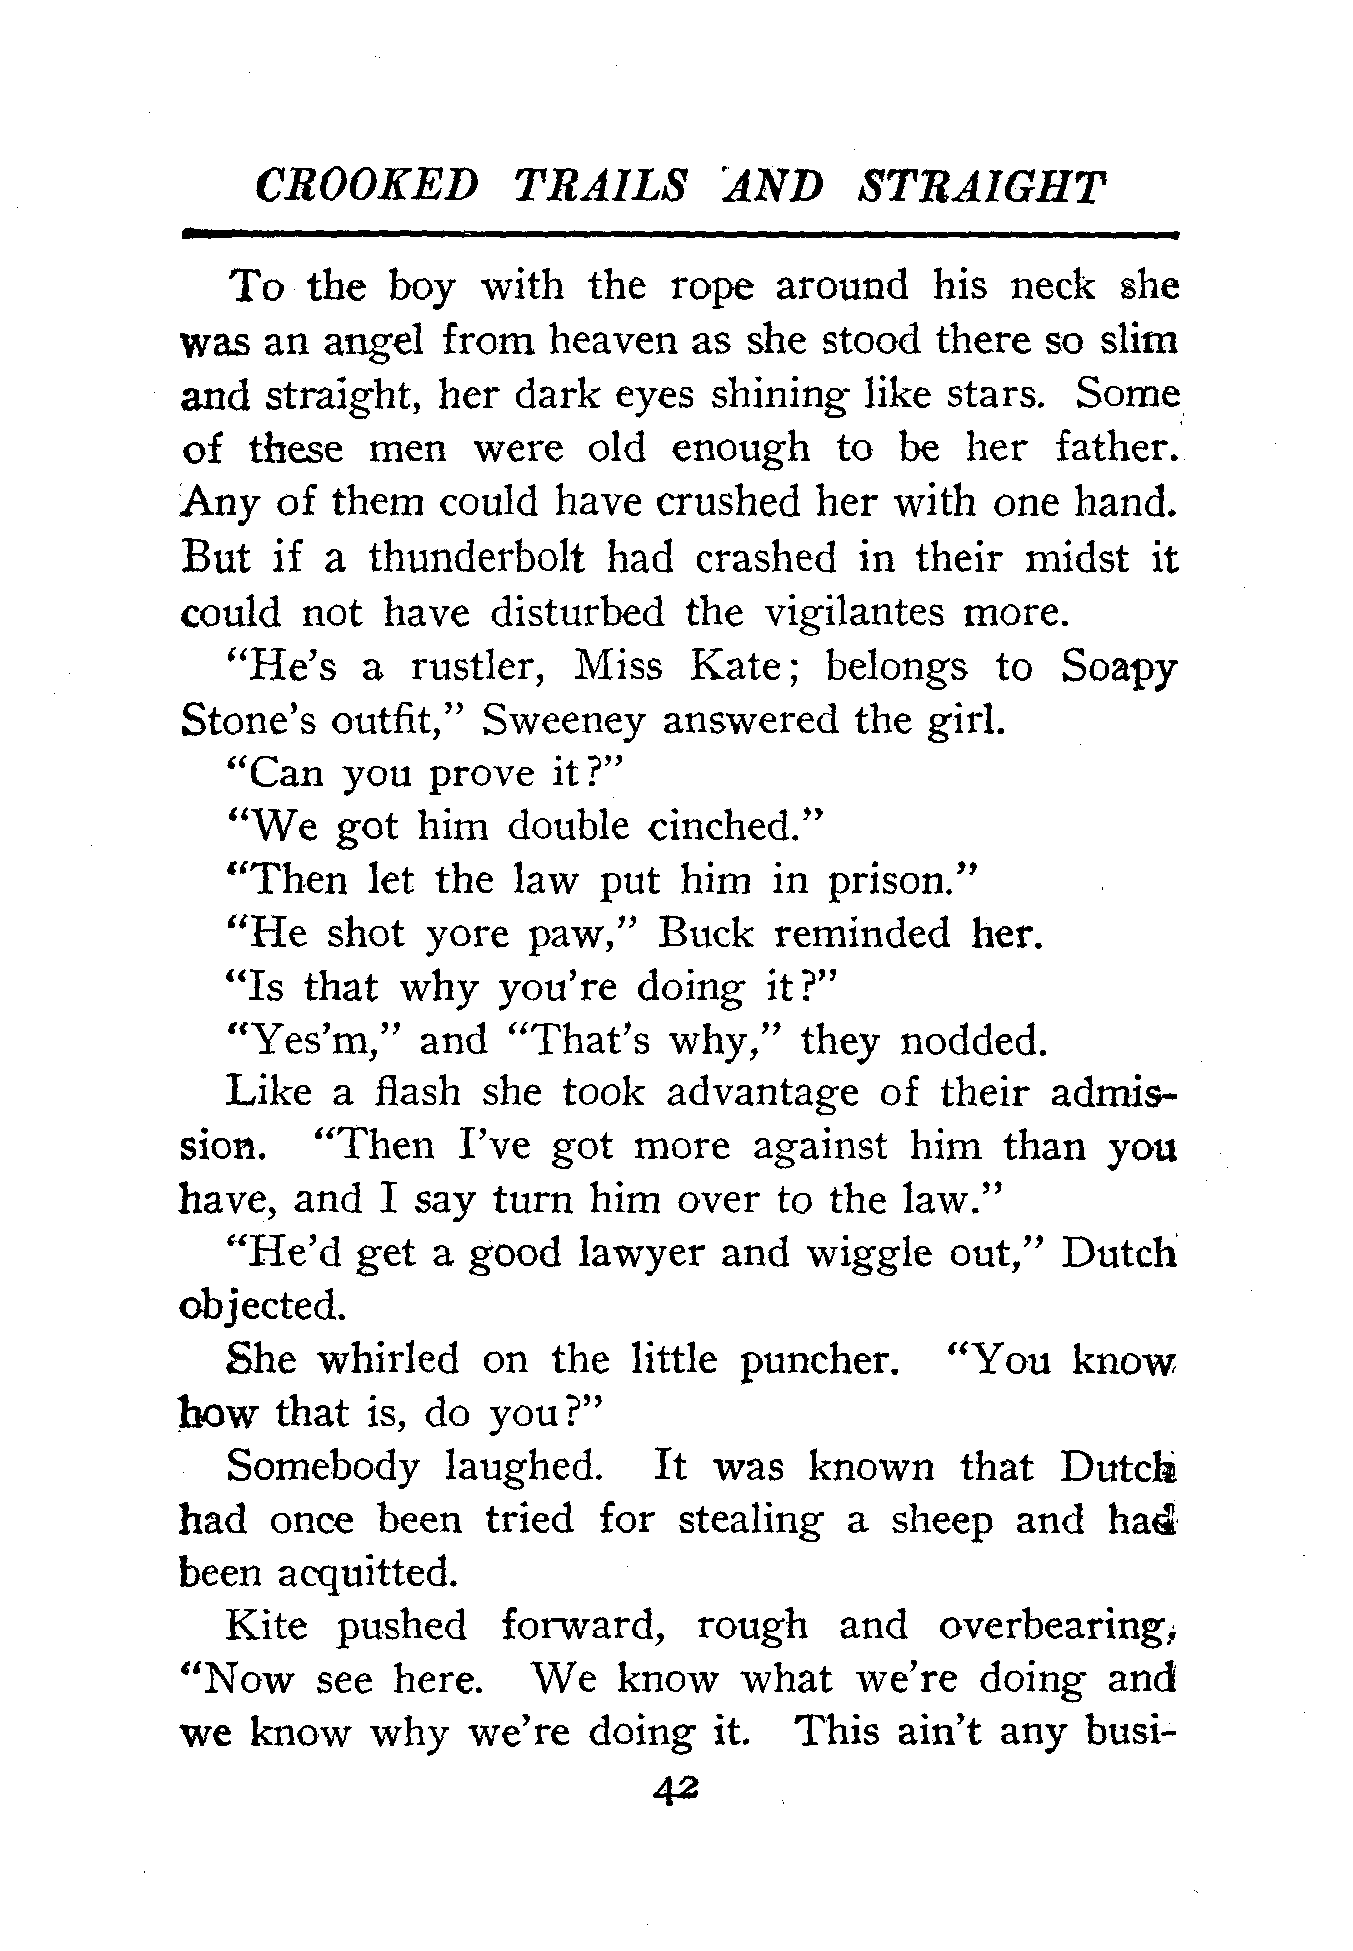 CROOKED TRAILS AND STRAIGHT
To the boy with the rope around his neck she
was an angel from heaven as she stood there so slim
and straight, her dark eyes shining like stars. Some
of these men were old enough to be her father.
Any of them could have crushed her with one hand.
But if a thunderbolt had crashed in their midst it
could not have disturbed the vigilantes more.
“He’s a rustler, Miss Kate; belongs to Soapy
Stone’s outfit,” Sweeney answered the girl.
“Can you prove it?”
“We got him double cinched.”
“Then let the law put him in prison.”
“He shot yore paw,” Buck reminded her.
“Is that why you’re doing it?”
“Yes’m,” and “That’s why,” they nodded.
Like a flash she took advantage of their admis-
sion. “Then I’ve got more against him than you
have, and I say turn him over to the law.”
“He’d get a good lawyer and wiggle out,” Dutch
objected.
She whirled on the little puncher. “You know
how that is, do you?”
Somebody laughed. It was known that Dutch
had once been tried for stealing a sheep and had
been acquitted.
Kite pushed forward, rough and overbearing.
“Now see here. We know what we’re doing and
we know why we’re doing it. This ain’t any busi-
42